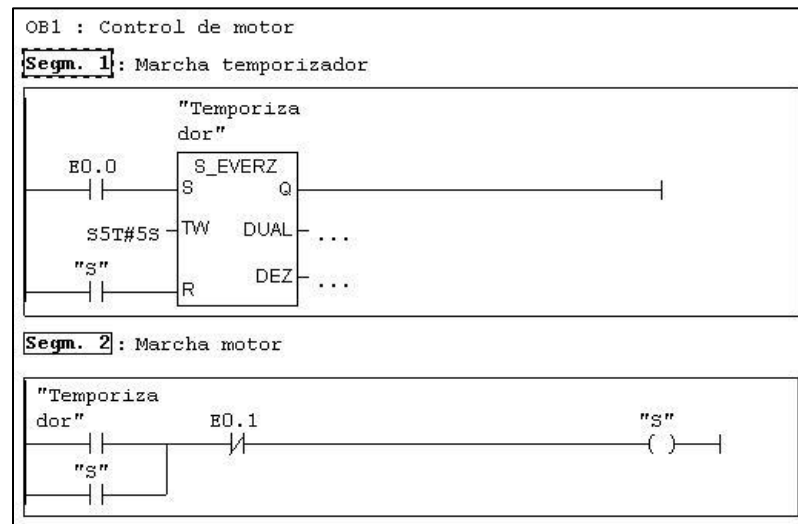 OB1 : Control de motor
Segm. 1: Marcha temporizador
"Temporiza
dor"
E0.0
S_EVERZ
S Q
S5T#5S TW DUAL ...
"S"
R DEZ ...
Segm. 2: Marcha motor
"Temporiza
dor" E0.1 "S"
"S"